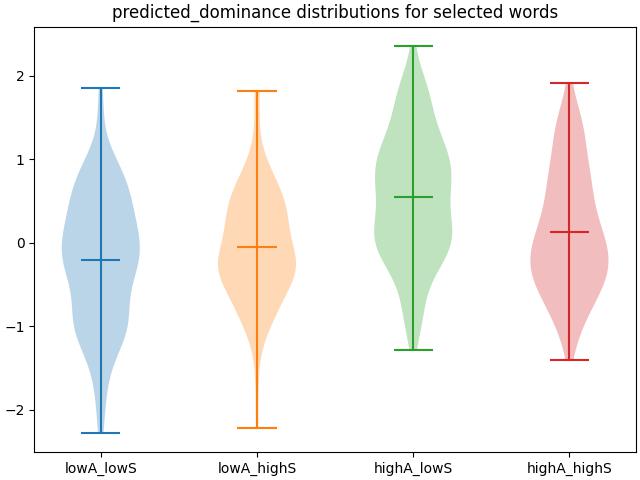 predicted_dominance distributions for selected words
2
1
0
−1
−2
lowA_lowS
lowA_highS
highA_lowS
highA_highS